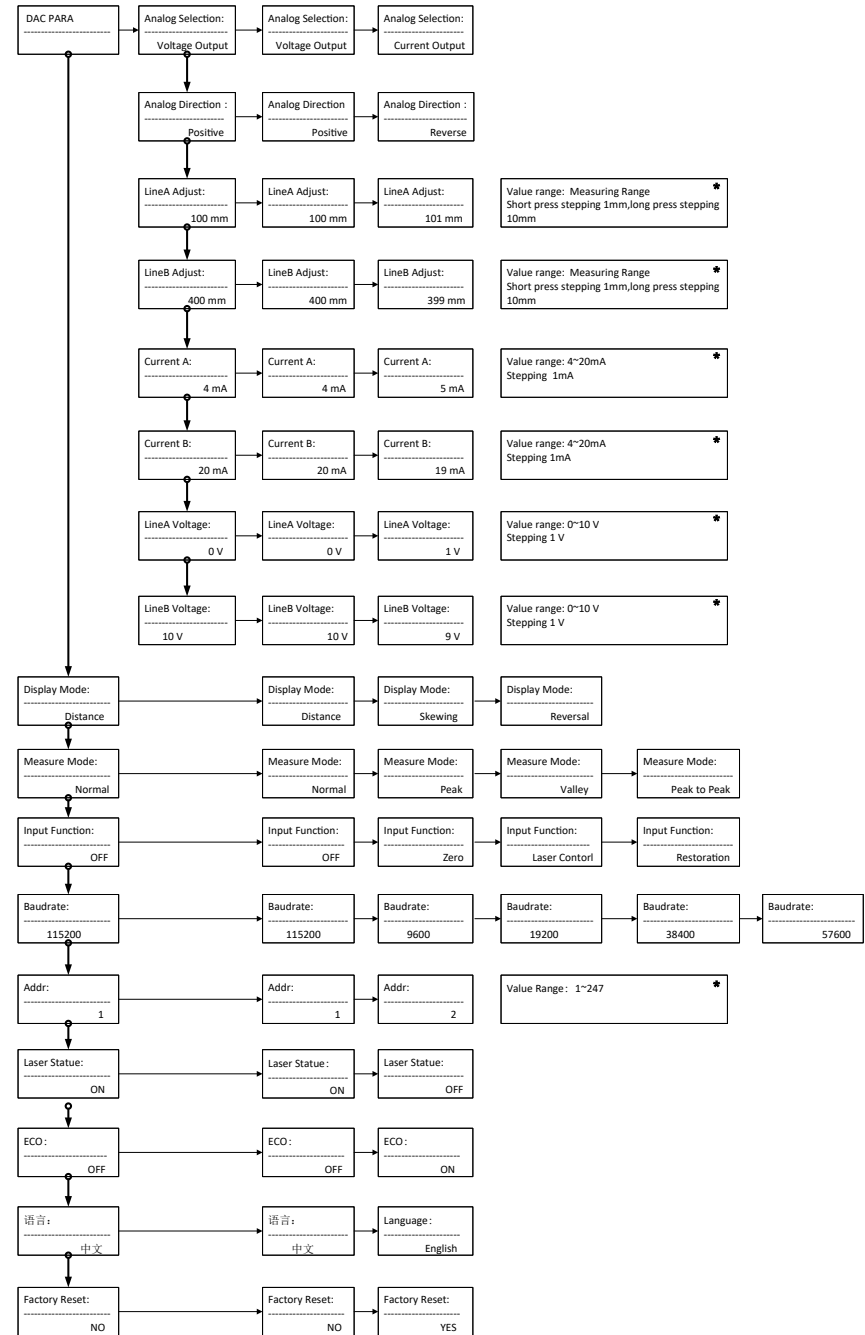 DAC PARA
Analog Selection:
Voltage Output
Analog Selection:
Voltage Output
Analog Selection:
Current Output
Analog Direction :
Positive
Analog Direction
Positive
Analog Direction :
Reverse
LineA Adjust:
100 mm
LineA Adjust:
100 mm
LineA Adjust:
101 mm
Value range: Measuring Range *
Short press stepping 1mm,long press stepping
10mm
LineB Adjust:
400 mm
LineB Adjust:
400 mm
LineB Adjust:
399 mm
Value range: Measuring Range *
Short press stepping 1mm,long press stepping
10mm
Current A:
4 mA
Current A:
4 mA
Current A:
5 mA
Value range: 4~20mA *
Stepping 1mA
Current B:
20 mA
Current B:
20 mA
Current B:
19 mA
Value range: 4~20mA *
Stepping 1mA
LineA Voltage:
0 V
LineA Voltage:
0 V
LineA Voltage:
1 V
Value range: 0~10 V *
Stepping 1 V
LineB Voltage:
10 V
LineB Voltage:
10 V
LineB Voltage:
9 V
Value range: 0~10 V *
Stepping 1 V
Display Mode:
Distance
Display Mode:
Distance
Display Mode:
Skewing
Display Mode:
Reversal
Measure Mode:
Normal
Measure Mode:
Normal
Measure Mode:
Peak
Measure Mode:
Valley
Measure Mode:
Peak to Peak
Input Function:
OFF
Input Function:
OFF
Input Function:
Zero
Input Function:
Laser Contorl
Input Function:
Restoration
Baudrate:
115200
Baudrate:
115200
Baudrate:
9600
Baudrate:
19200
Baudrate:
38400
Baudrate:
57600
Addr:
1
Addr:
1
Addr:
2
Value Range： 1~247 *
Laser Statue:
ON
Laser Statue：
ON
Laser Statue:
OFF
ECO：
OFF
ECO：
OFF
ECO：
ON
语言：
中文
语言：
中文
Language：
English
Factory Reset:
NO
Factory Reset:
NO
Factory Reset:
YES